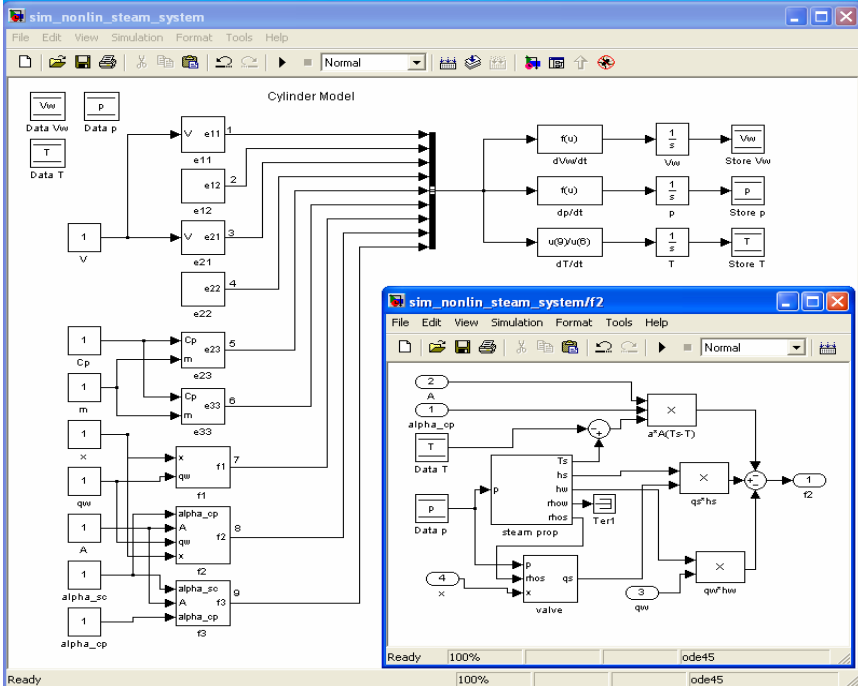 sim_nonlin_steam_system
File Edit View Simulation Format Tools Help
Normal
Cylinder Model
Vw
Data Vw
p
Data p
T
Data T
V e11 1
e11
e12 2
e12
1
V
V e21 3
e21
e22 4
e22
1
Cp
Cp
m
e23 5
e23
1
m
Cp
m
e33 6
e33
1
x
x
qw
f1 7
f1
1
qw
1
A
alpha_cp
A
qw
x
f2 8
f2
1
alpha_sc
alpha_sc
A
alpha_cp
f3 9
f3
1
alpha_cp
f(u)
dVw/dt
1
s
Vw
Vw
Store Vw
f(u)
dp/dt
1
s
p
p
Store p
u(9)/u(6)
dT/dt
1
s
T
T
Store T
sim_nonlin_steam_system/f2
File Edit View Simulation Format Tools Help
Normal
2
A
1
alpha_cp
T
Data T
× 
a*A(Ts-T)
p
Data p
p
Ts
hs
hw
rhow
rhos
steam prop
Ter1
×
qs*hs
1
f2
4
x
p
rhos
x
qs
valve
3
qw
×
qw*hw
Ready 100% ode45
Ready 100% ode45